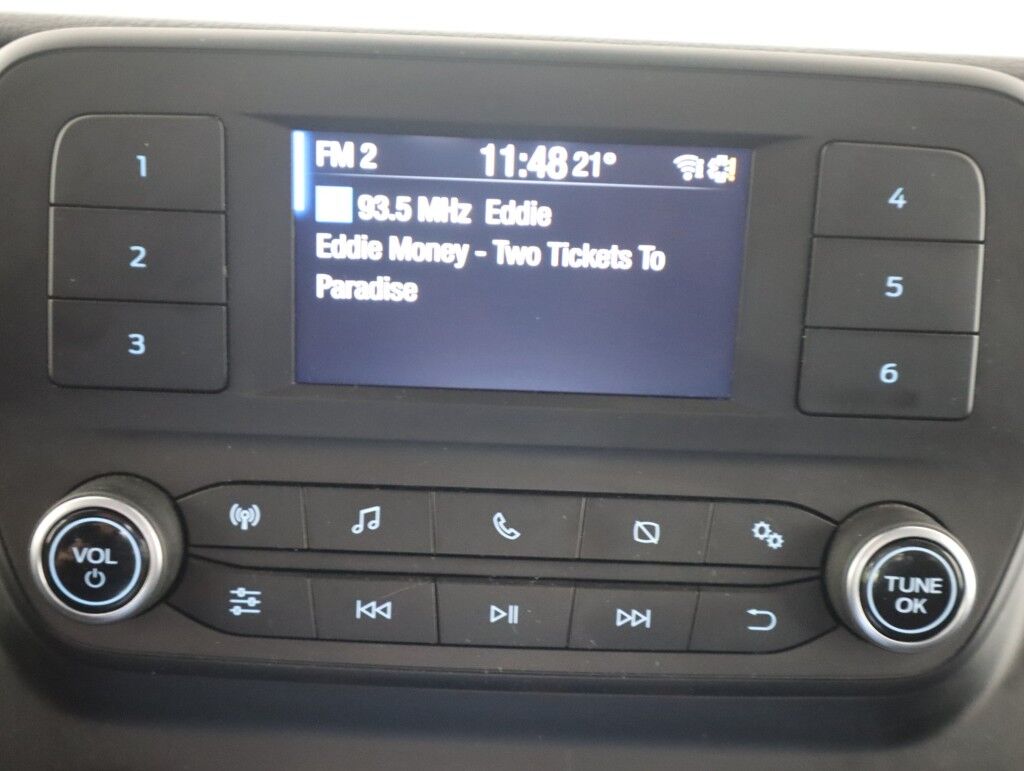 FM 2 11:48 21°
93.5 MHz Eddie
Eddie Money - Two Tickets To
Paradise
1
2
3
4
5
6
VOL
TUNE
OK